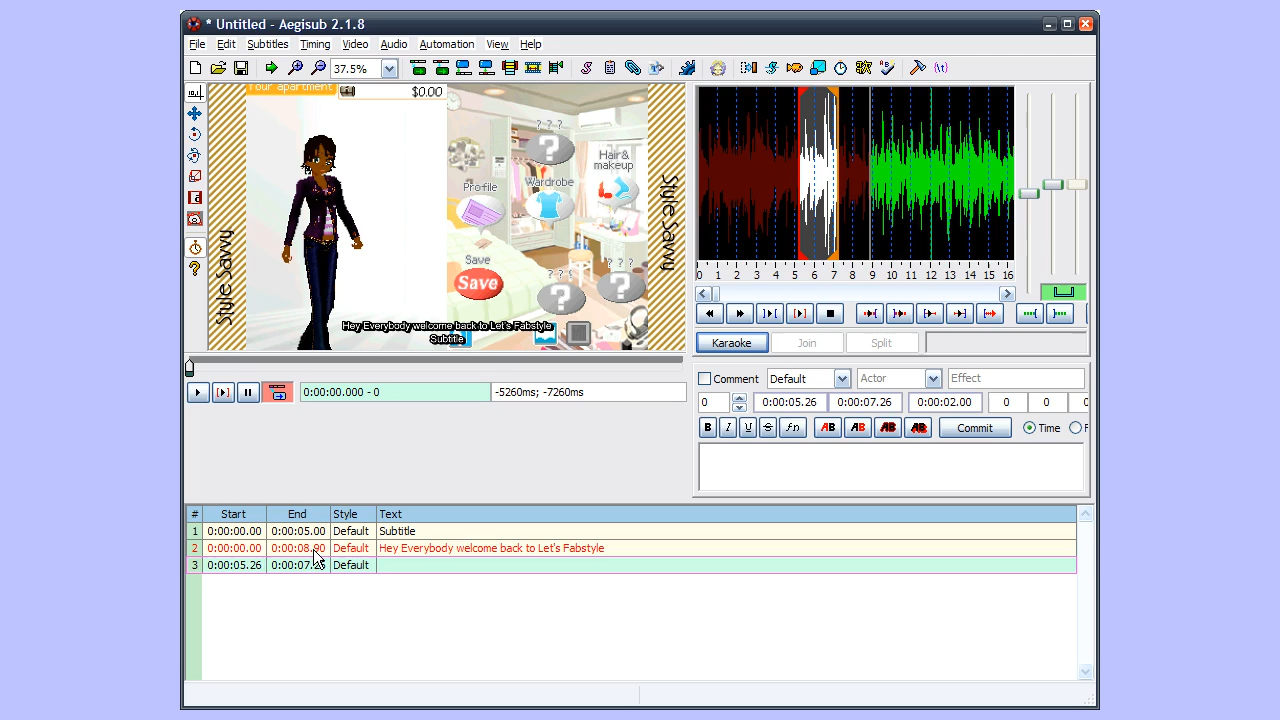 * Untitled - Aegisub 2.1.8
File Edit Subtitles Timing Video Audio Automation View Help
37.5%
Your apartment
$0.00
Style Savvy
? ? ?
?
Hair&
makeup
Profile
Wardrobe
Save
Save
? ? ?
?
? ? ?
?
Style Savvy
Hey Everybody welcome back to Let's Fabstyle
Subtitle
0 1 2 3 4 5 6 7 8 9 10 11 12 13 14 15 16
Karaoke Join Split
Comment Default Actor Effect
0 0:00:05.26 0:00:07.26 0:00:02.00 0 0 0
B I U S fn AB AB AB AB Commit Time F
0:00:00.000 - 0 -5260ms; -7260ms
# Start End Style Text
1 0:00:00.00 0:00:05.00 Default Subtitle
2 0:00:00.00 Default Hey Everybody welcome back to Let's Fabstyle
3 0:00:05.26 Default